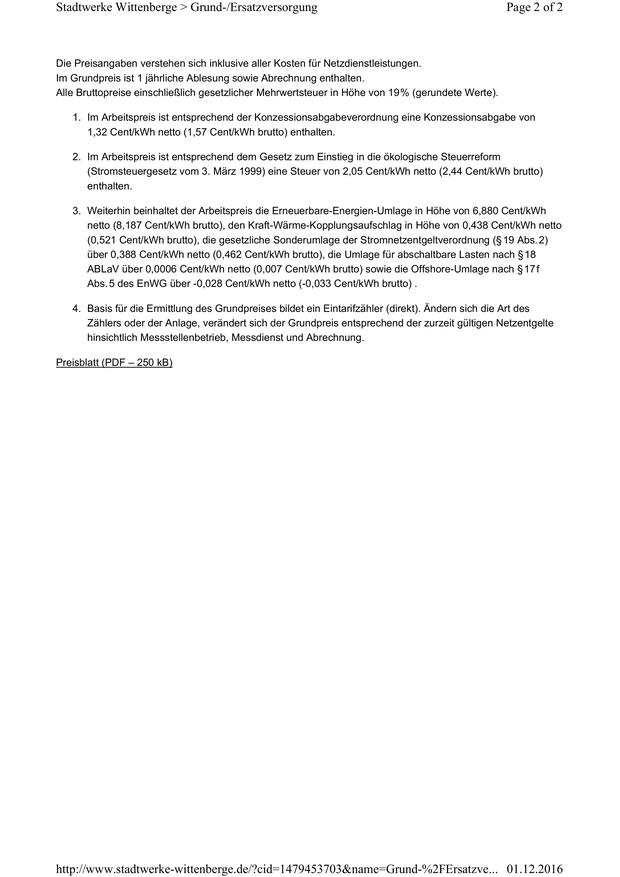 Stadtwerke Wittenberge > Grund-/Ersatzversorgung Page 2 of 2
Die Preisangaben verstehen sich inklusive aller Kosten für Netzdienstleistungen.
Im Grundpreis ist 1 jährliche Ablesung sowie Abrechnung enthalten.
Alle Bruttopreise einschließlich gesetzlicher Mehrwertsteuer in Höhe von 19% (gerundete Werte).
1. Im Arbeitspreis ist entsprechend der Konzessionsabgabeverordnung eine Konzessionsabgabe von
1,32 Cent/kWh netto (1,57 Cent/kWh brutto) enthalten.
2. Im Arbeitspreis ist entsprechend dem Gesetz zum Einstieg in die ökologische Steuerreform
(Stromsteuergesetz vom 3. März 1999) eine Steuer von 2,05 Cent/kWh netto (2,44 Cent/kWh brutto)
enthalten.
3. Weiterhin beinhaltet der Arbeitspreis die Erneuerbare-Energien-Umlage in Höhe von 6,880 Cent/kWh
netto (8,187 Cent/kWh brutto), den Kraft-Wärme-Kopplungsaufschlag in Höhe von 0,438 Cent/kWh netto
(0,521 Cent/kWh brutto), die gesetzliche Sonderumlage der Stromnetzentgeltverordnung (§ 19 Abs. 2)
über 0,388 Cent/kWh netto (0,462 Cent/kWh brutto), die Umlage für abschaltbare Lasten nach § 18
ABLaV über 0,0006 Cent/kWh netto (0,007 Cent/kWh brutto) sowie die Offshore-Umlage nach § 17f
Abs. 5 des EnWG über -0,028 Cent/kWh netto (-0,033 Cent/kWh brutto) .
4. Basis für die Ermittlung des Grundpreises bildet ein Eintarifzähler (direkt). Ändern sich die Art des
Zählers oder der Anlage, verändert sich der Grundpreis entsprechend der zurzeit gültigen Netzentgelte
hinsichtlich Messstellenbetrieb, Messdienst und Abrechnung.
Preisblatt (PDF – 250 kB)
http://www.stadtwerke-wittenberge.de/?cid=1479453703&name=Grund-%2FErsatzve... 01.12.2016